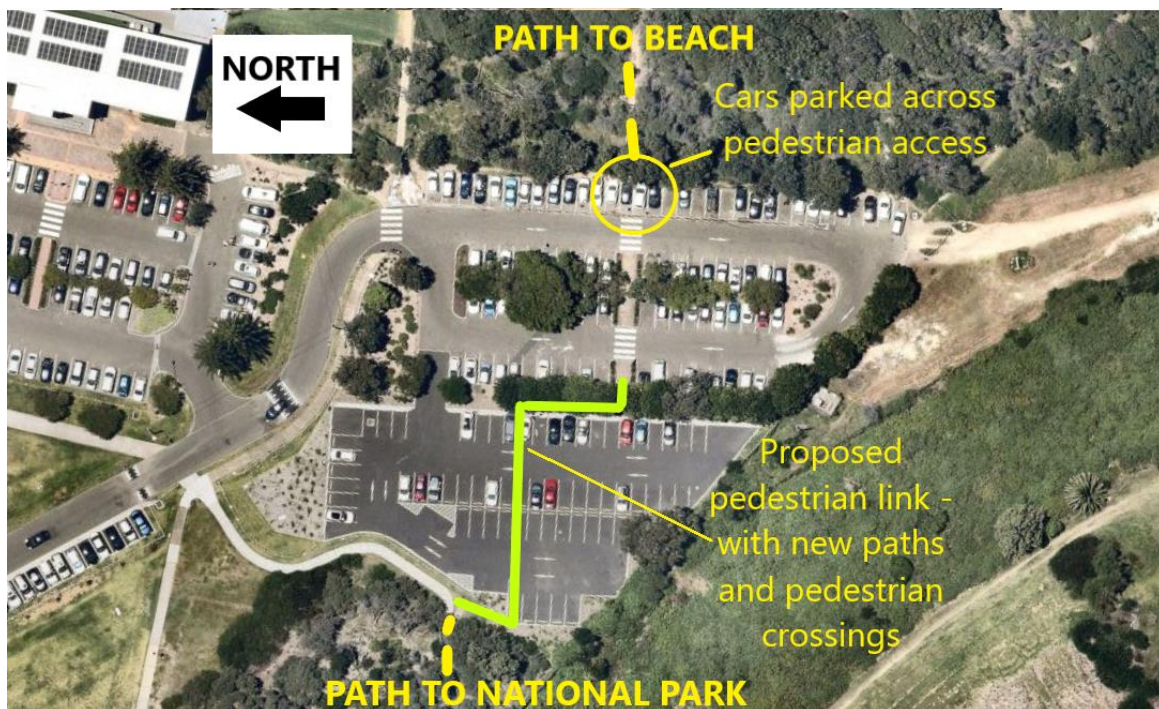 PATH TO BEACH
NORTH
Cars parked across
pedestrian access
Proposed
pedestrian link -
with new paths
and pedestrian
crossings
PATH TO NATIONAL PARK